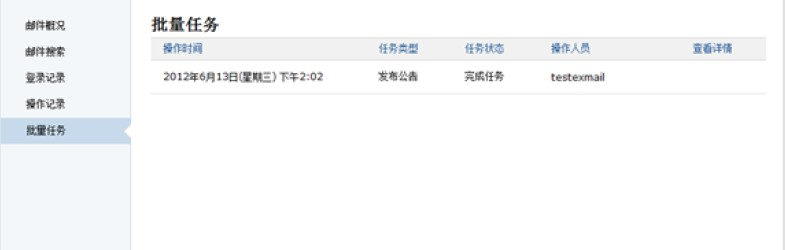 邮件概况
邮件搜索
登录记录
操作记录
批量任务
批量任务
操作时间 任务类型 任务状态 操作人员 查看详情
2012年6月13日(星期三) 下午2:02 发布公告 完成任务 testexmail